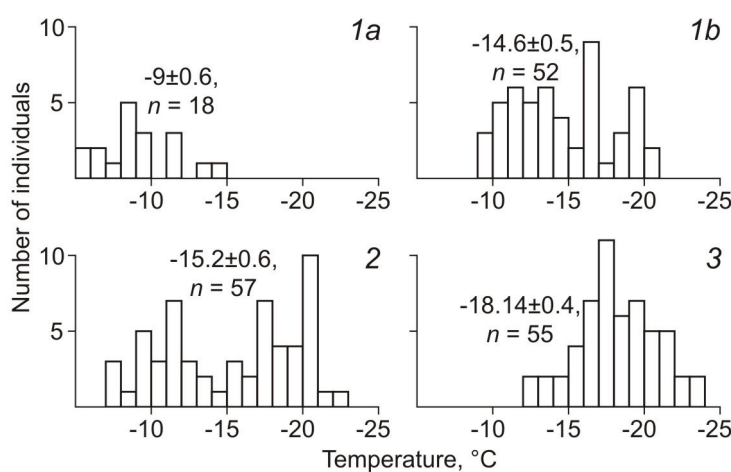 Number of individuals
10
5
1a
-9±0.6,
n = 18
-10 -15 -20 -25
1b
-14.6±0.5,
n = 52
-10 -15 -20 -25
10
5
2
-15.2±0.6,
n = 57
-10 -15 -20 -25
3
-18.14±0.4,
n = 55
-10 -15 -20 -25
Temperature, °C